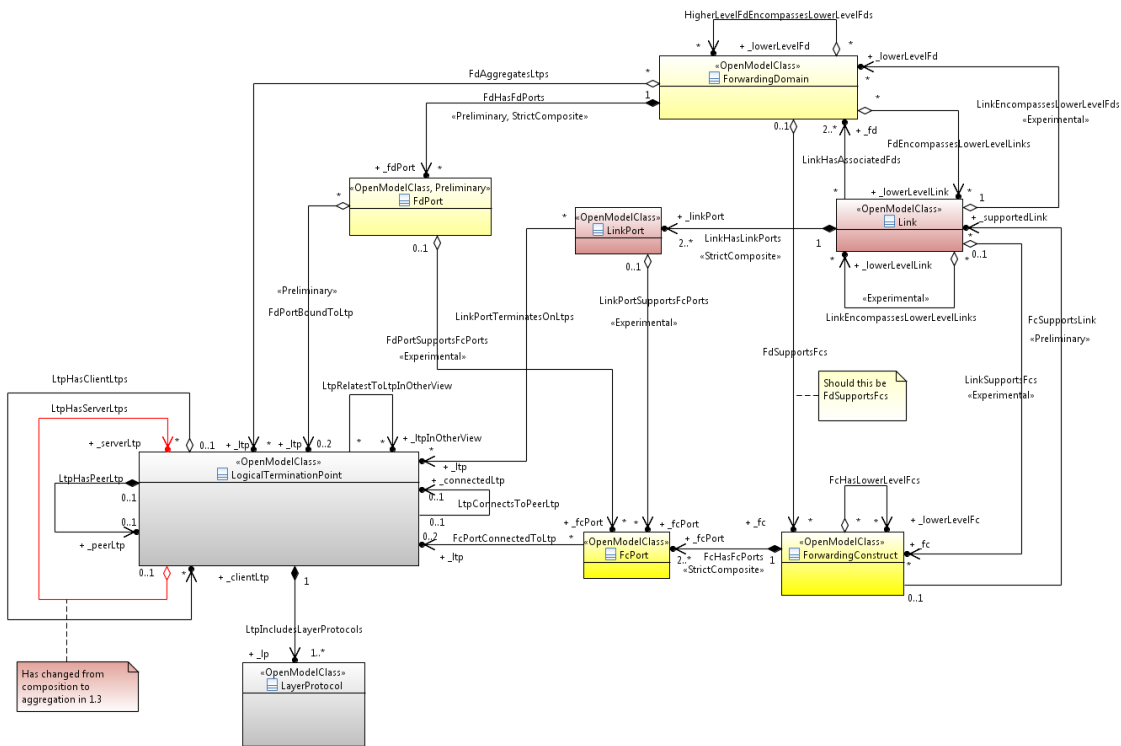 HigherLevelFdEncompassesLowerLevelFds
*
+ _lowerLevelFd
*
«OpenModelClass»
ForwardingDomain
+ _lowerLevelFd
*
FdAggregatesLtps
*
FdHasFdPorts
1
«Preliminary, StrictComposite»
*
LinkEncompassesLowerLevelFds
«Experimental»
0..1
2..*
+ _fd
FdEncompassesLowerLevelLinks
LinkHasAssociatedFds
+ _fdPort
*
«OpenModelClass, Preliminary»
FdPort
*
0..1
*
+ _lowerLevelLink
*
1
«OpenModelClass»
Link
+ _supportedLink
*
0..1
*
«OpenModelClass»
LinkPort
*
0..1
+ _linkPort
2..*
LinkHasLinkPorts
«StrictComposite»
1
*
+ _lowerLevelLink
«Experimental»
LinkEncompassesLowerLevelLinks
«Preliminary»
FdPortBoundToLtp
LinkPortSupportsFcPorts
«Experimental»
LinkPortTerminatesOnLtps
FcSupportsLink
«Preliminary»
FdPortSupportsFcPorts
«Experimental»
FdSupportsFcs
LinkSupportsFcs
«Experimental»
Should this be
FdSupportsFcs
LtpHasClientLtps
LtpHasServerLtps
LtpRelatestToLtpInOtherView
+ _serverLtp
*
0..1
+ _ltp
*
+ _ltp
0..2
*
*
+ _ltpInOtherView
*
+ _ltp
«OpenModelClass»
LogicalTerminationPoint
LtpHasPeerLtp
0..1
0..1
+ _peerLtp
+ _connectedLtp
0..1
LtpConnectsToPeerLtp
0..1
0..2
+ _ltp
FcPortConnectedToLtp
*
FcHasLowerLevelFcs
+ _fcPort
*
*
+ _fcPort
+ _fc
*
*
*
+ _lowerLevelFc
«OpenModelClass»
FcPort
+ _fcPort
2..*
FcHasFcPorts
«StrictComposite»
1
«OpenModelClass»
ForwardingConstruct
+ _fc
*
0..1
0..1
*
+ _clientLtp
1
LtpIncludesLayerProtocols
+ _lp
1..*
«OpenModelClass»
LayerProtocol
Has changed from
composition to
aggregation in 1.3